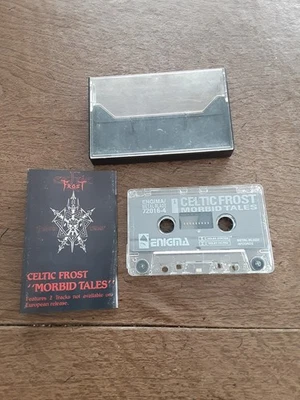 FROST
CELTIC FROST
"MORBID TALES"
Features 2 Tracks not available on
European release.
ENIGMA/
72018-4
CELTIC FROST
MORBID TALES
ENIGMA